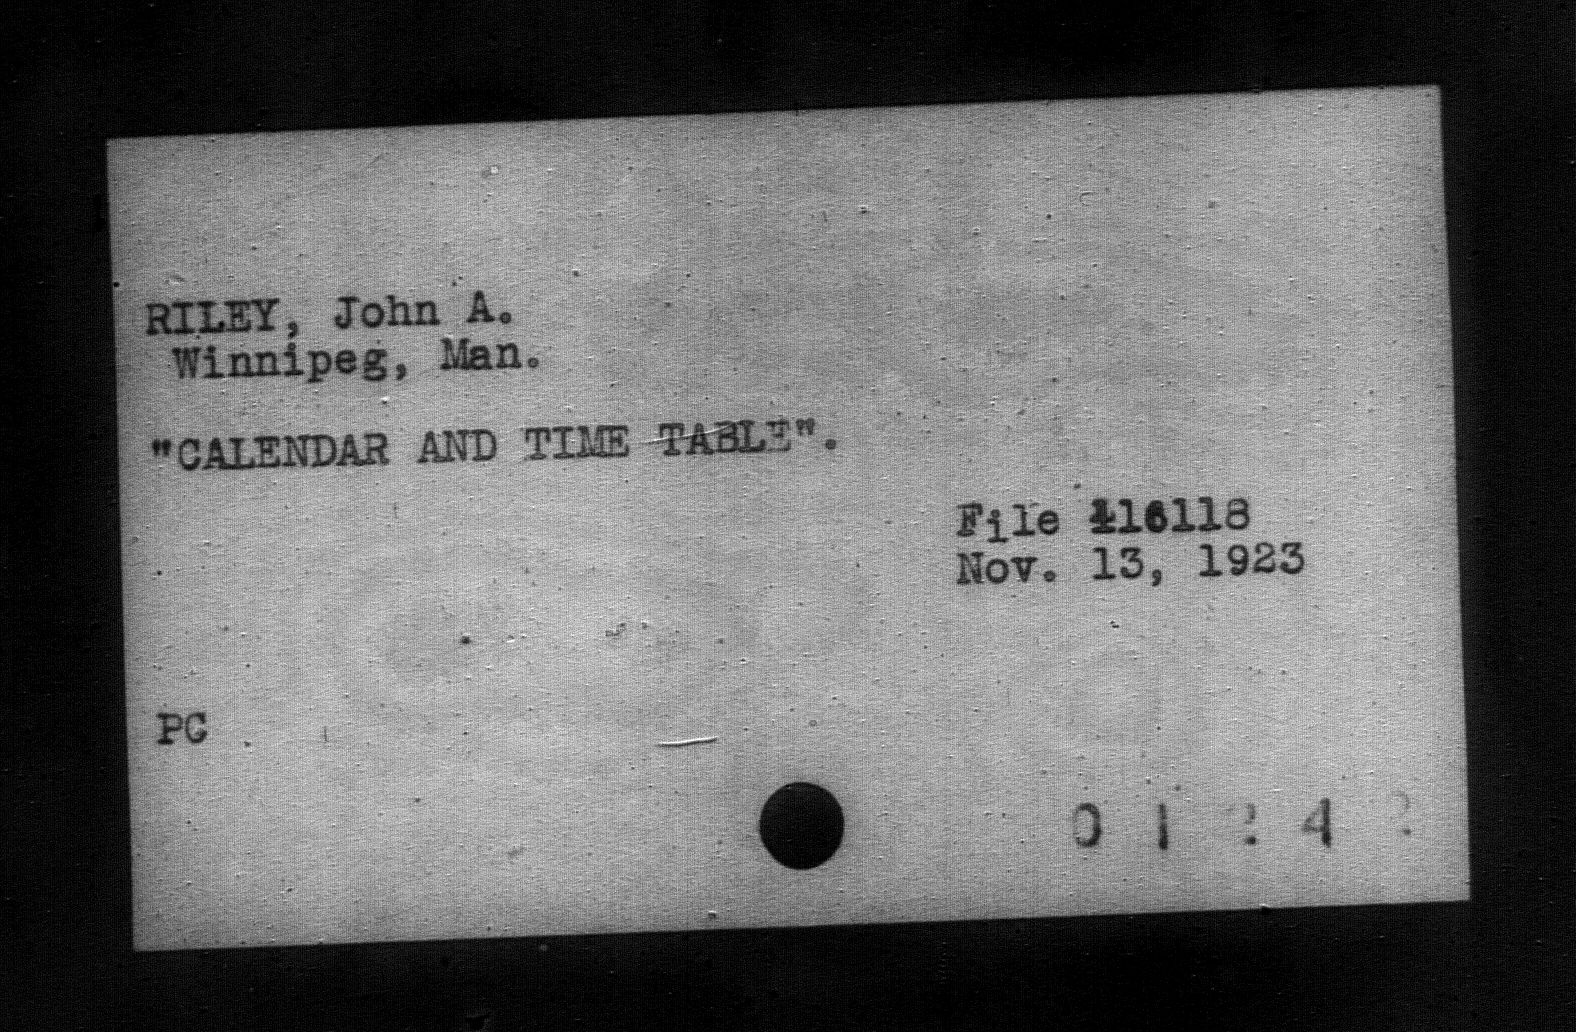 RILEY, John A.
Winnipeg, Man.
"CALENDAR AND TIME TABLE".
File 116118
Nov. 13, 1923
PC